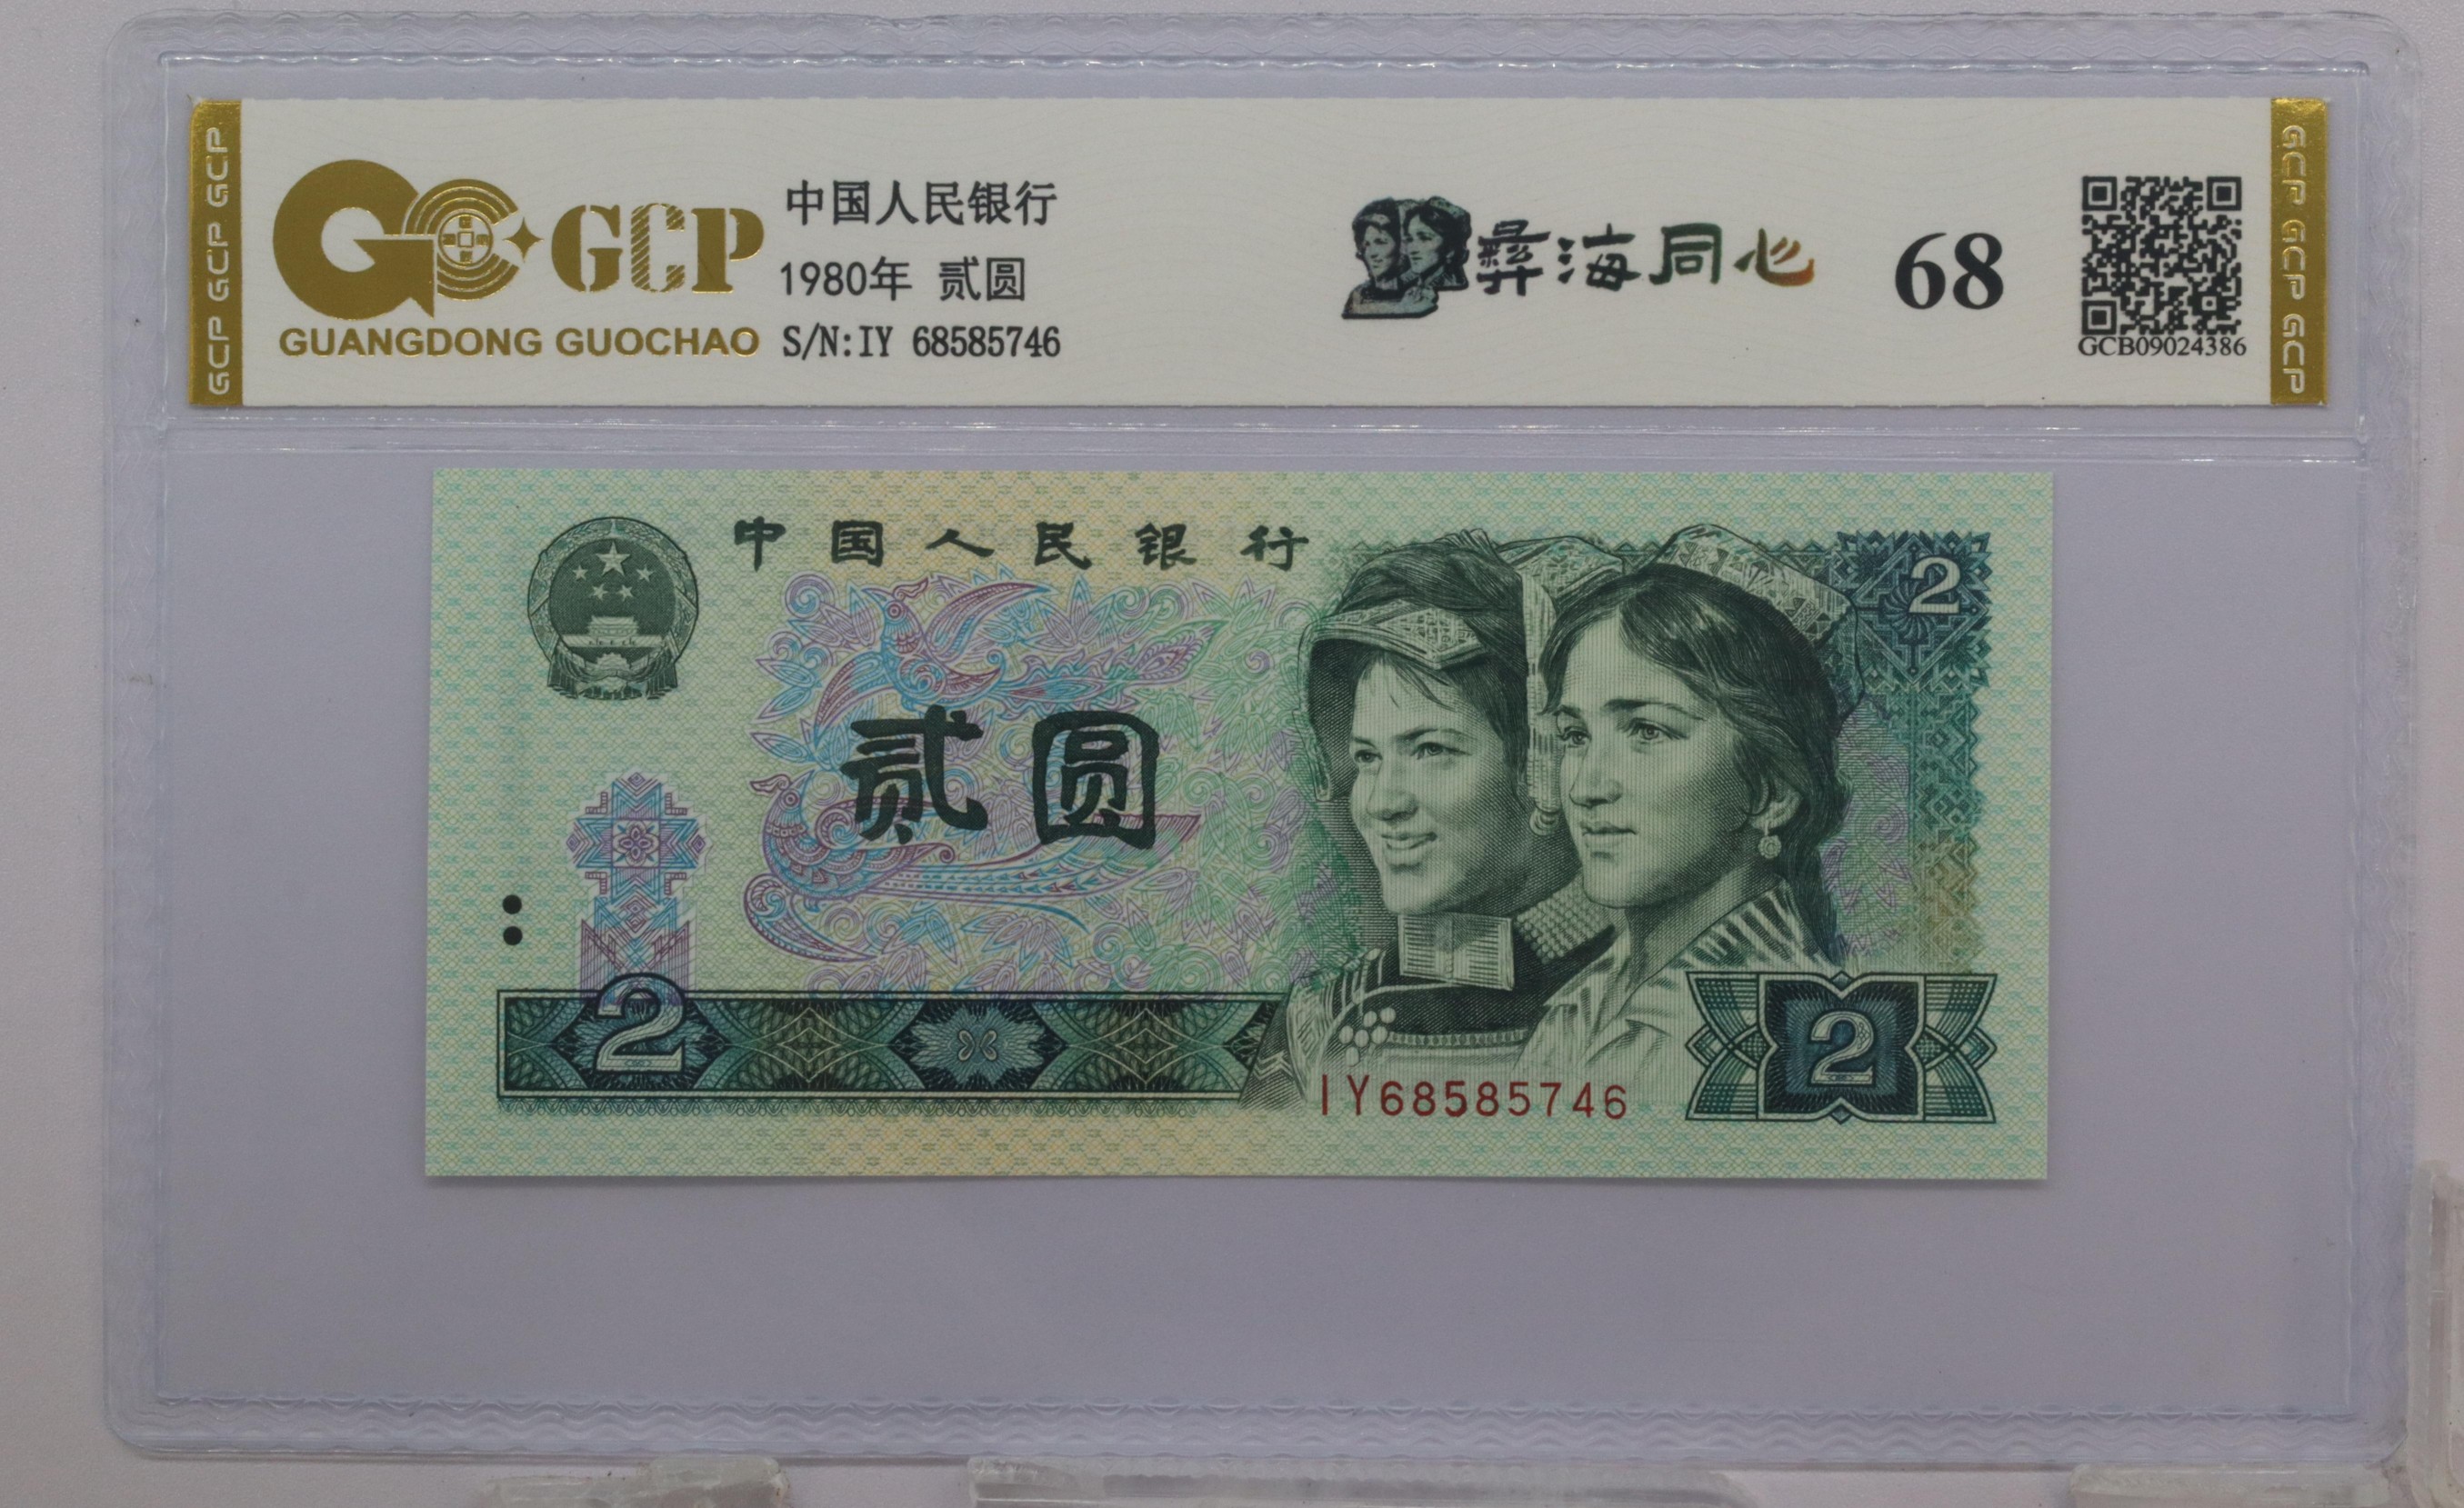 GCP GCP GCP
GCP
GUANGDONG GUOCHAO
中国人民银行
1980年 贰圆
S/N:IY 68585746
彝海同心
68
GCB09024386
GCP GCP GCP
中国人民银行
2
贰圆
2
2
IY68585746